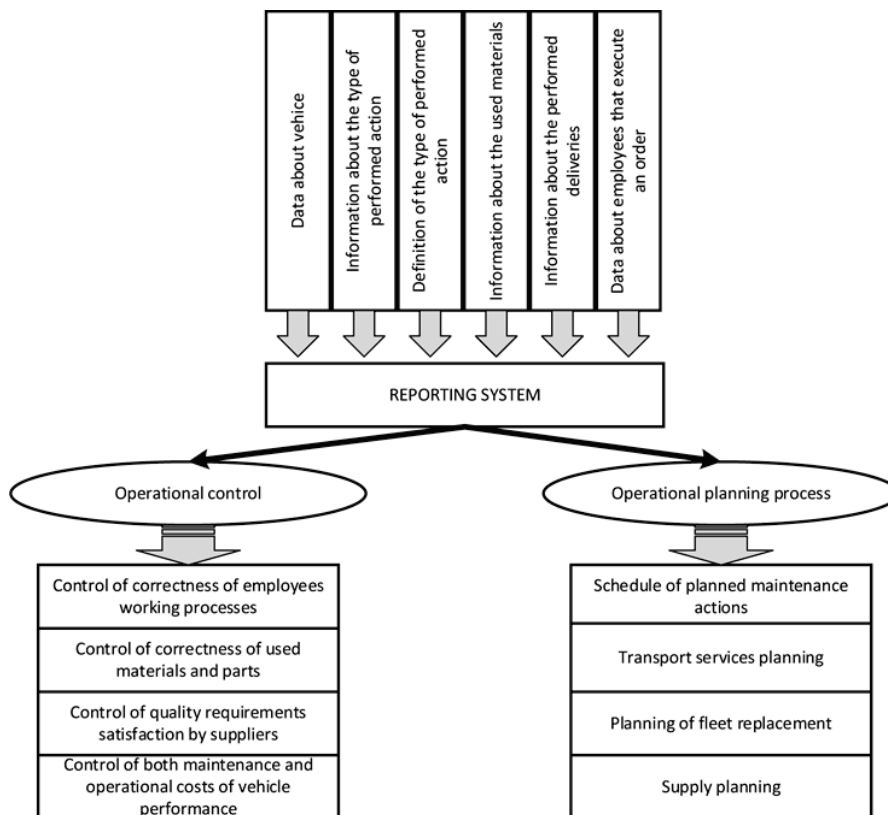 Data about vehice
Information about the type of
performed action
Definition of the type of performed
action
Information about the used materials
Information about the performed
deliveries
Data about employees that execute
an order
REPORTING SYSTEM
Operational control
Operational planning process
Control of correctness of employees
working processes
Control of correctness of used
materials and parts
Control of quality requirements
satisfaction by suppliers
Control of both maintenance and
operational costs of vehicle
performance
Schedule of planned maintenance
actions
Transport services planning
Planning of fleet replacement
Supply planning